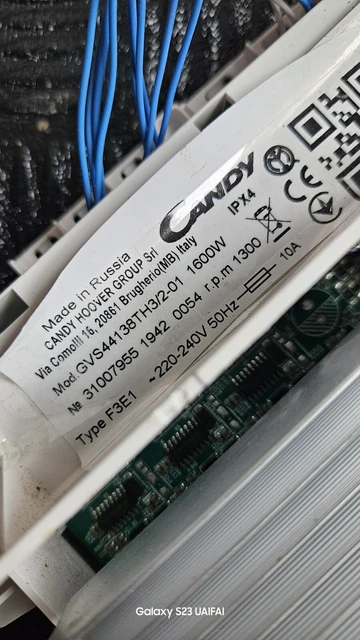 CANDY
Made in Russia
CANDY HOOVER GROUP Srl
IPX4
Via Comolli 16, 20861 Brugherio(MB) Italy
CE
Mod. GVS44138TH3/2-01 1600W
№ 31007955 1942 0054 r.p.m 1300
Type F3E1 ~220-240V 50Hz 10A
Galaxy S23 UAIFAI